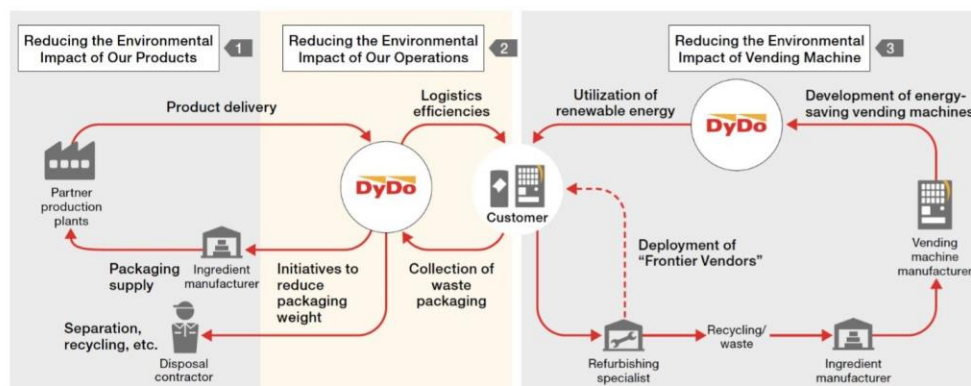 Reducing the Environmental
Impact of Our Products
1
Reducing the Environmental
Impact of Our Operations
2
Reducing the Environmental
Impact of Vending Machine
3
Product delivery
Logistics
efficiencies
Utilization of
renewable energy
Development of energy-
saving vending machines
DyDo
DyDo
Partner
production
plants
Customer
Vending
machine
manufacturer
Packaging
supply
Ingredient
manufacturer
Initiatives to
reduce
packaging
weight
Collection of
waste
packaging
Deployment of
“Frontier Vendors”
Separation,
recycling, etc.
Disposal
contractor
Refurbishing
specialist
Recycling/
waste
Ingredient
manufacturer